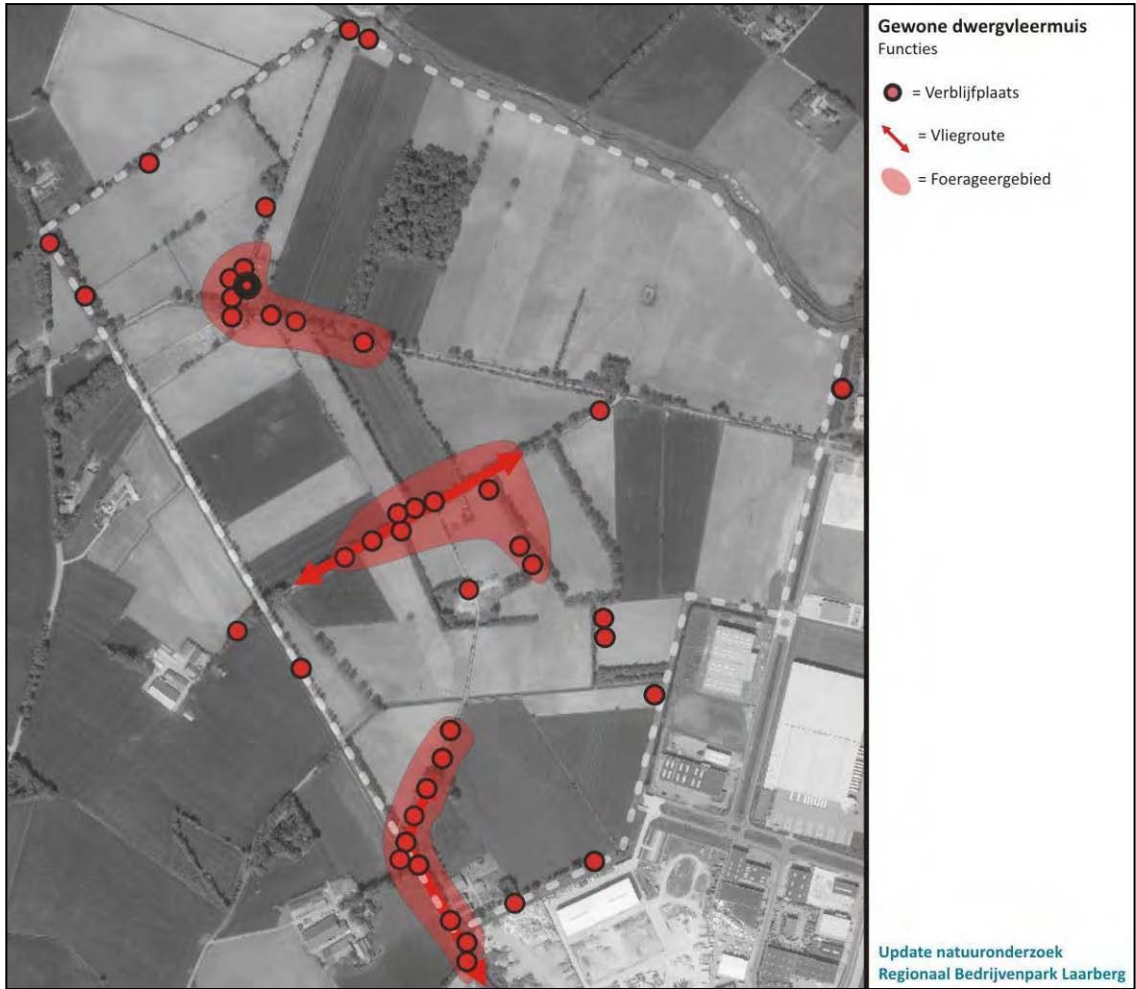 Gewone dwergvleermuis
Functies
= Verblijfplaats
= Vliegroute
= Foerageergebied
Update natuuronderzoek
Regionaal Bedrijvenpark Laarberg